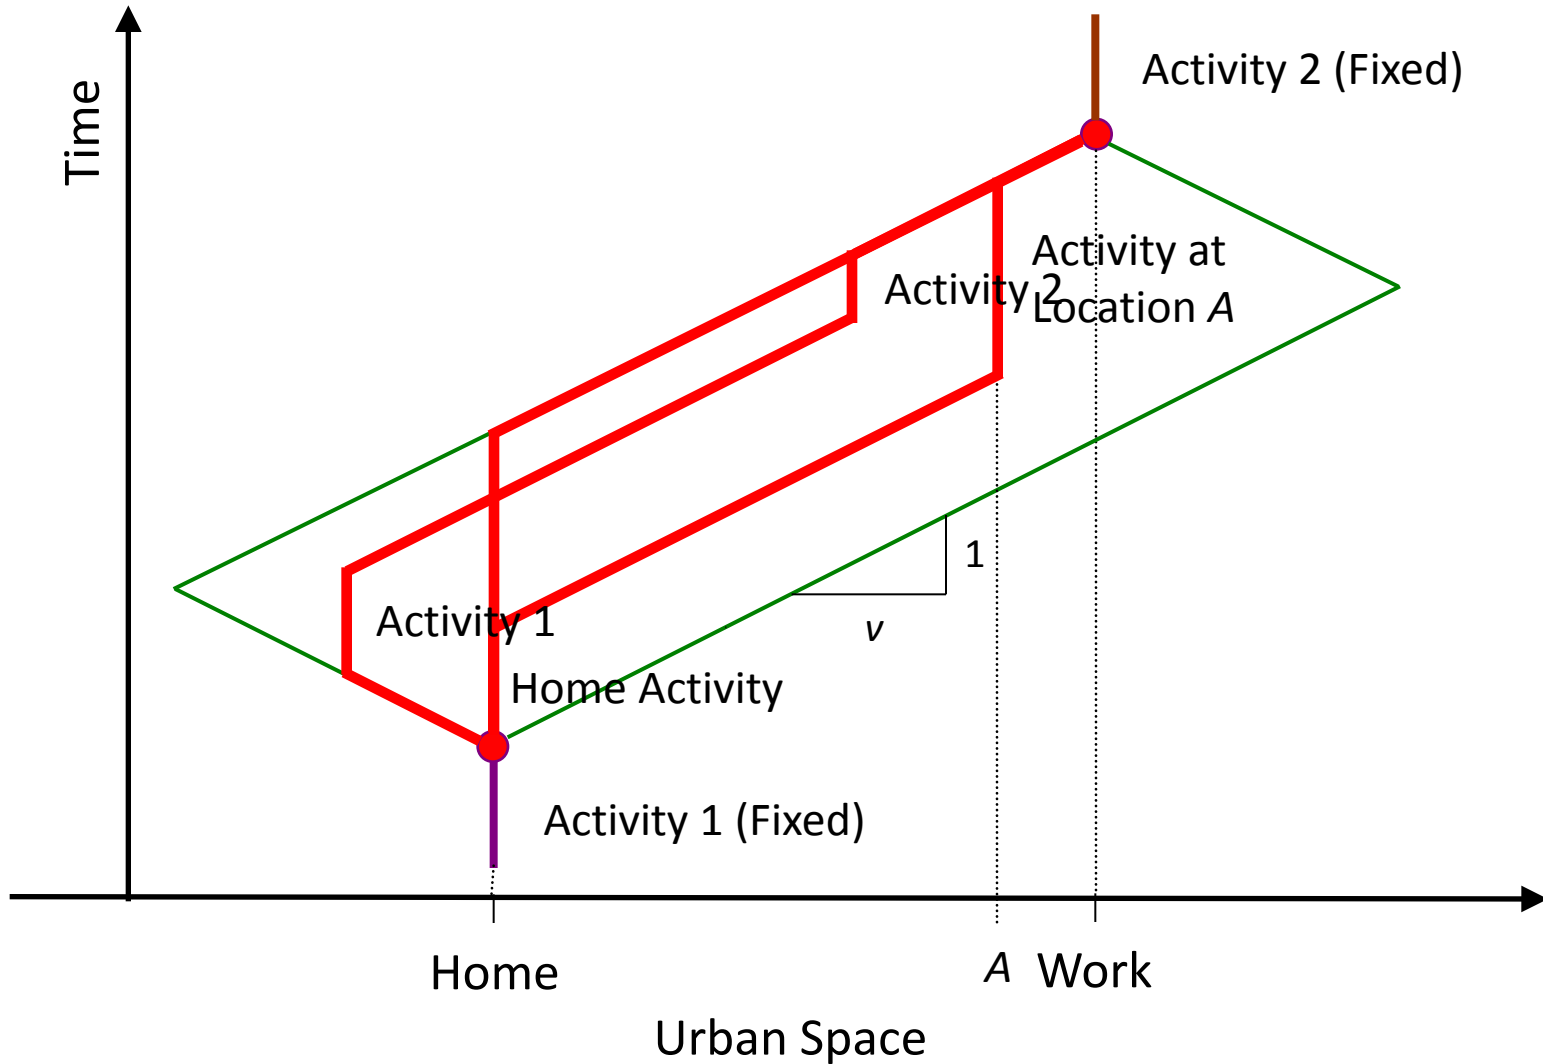 Time
Activity 2 (Fixed)
Activity at
Location A
Activity 2
1
v
Activity 1
Home Activity
Activity 1 (Fixed)
Home
A
Work
Urban Space